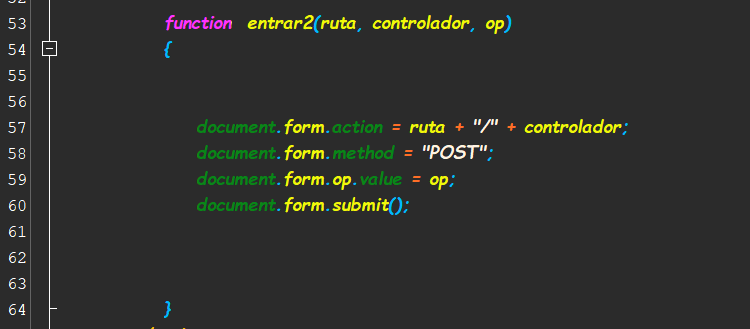 53 function entrar2(ruta, controlador, op)
54 {
55
56
57 document.form.action = ruta + "/" + controlador;
58 document.form.method = "POST";
59 document.form.op.value = op;
60 document.form.submit();
61
62
63
64 }